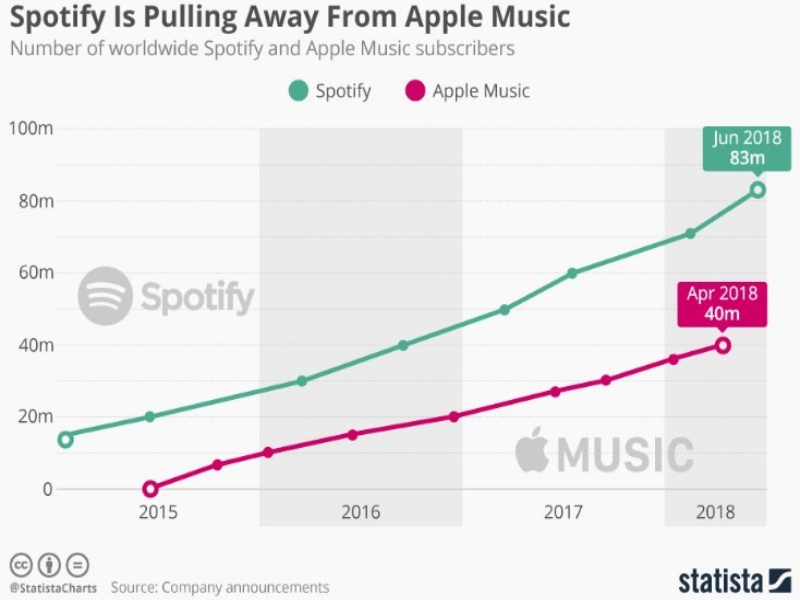 Spotify Is Pulling Away From Apple Music
Number of worldwide Spotify and Apple Music subscribers
Spotify Apple Music
100m
Jun 2018
83m
80m
60m
Spotify
Apr 2018
40m
40m
20m
MUSIC
0
2015 2016 2017 2018
cc
@StatistaCharts Source: Company announcements
statista